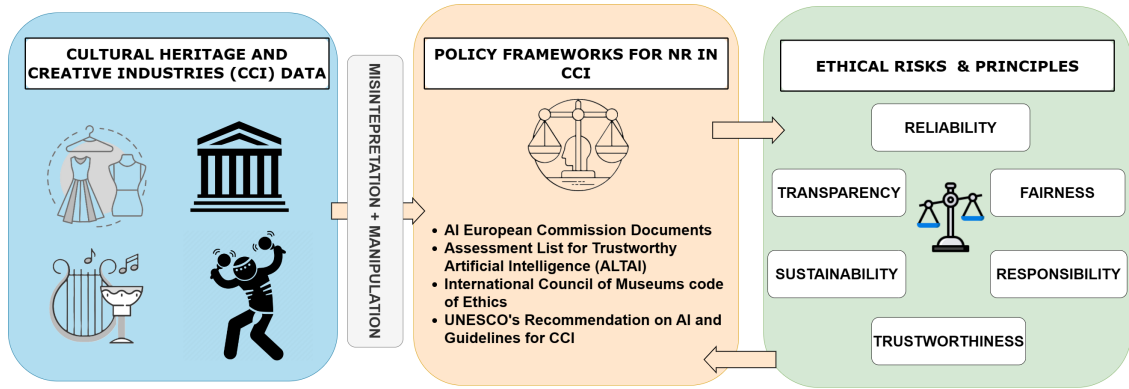 CULTURAL HERITAGE AND
CREATIVE INDUSTRIES (CCI) DATA
MISINTEPRETATION + MANIPULATION
POLICY FRAMEWORKS FOR NR IN
CCI
• AI European Commission Documents
• Assessment List for Trustworthy
Artificial Intelligence (ALTAI)
• International Council of Museums code
of Ethics
• UNESCO's Recommendation on AI and
Guidelines for CCI
ETHICAL RISKS & PRINCIPLES
RELIABILITY
TRANSPARENCY
FAIRNESS
SUSTAINABILITY
RESPONSIBILITY
TRUSTWORTHINESS